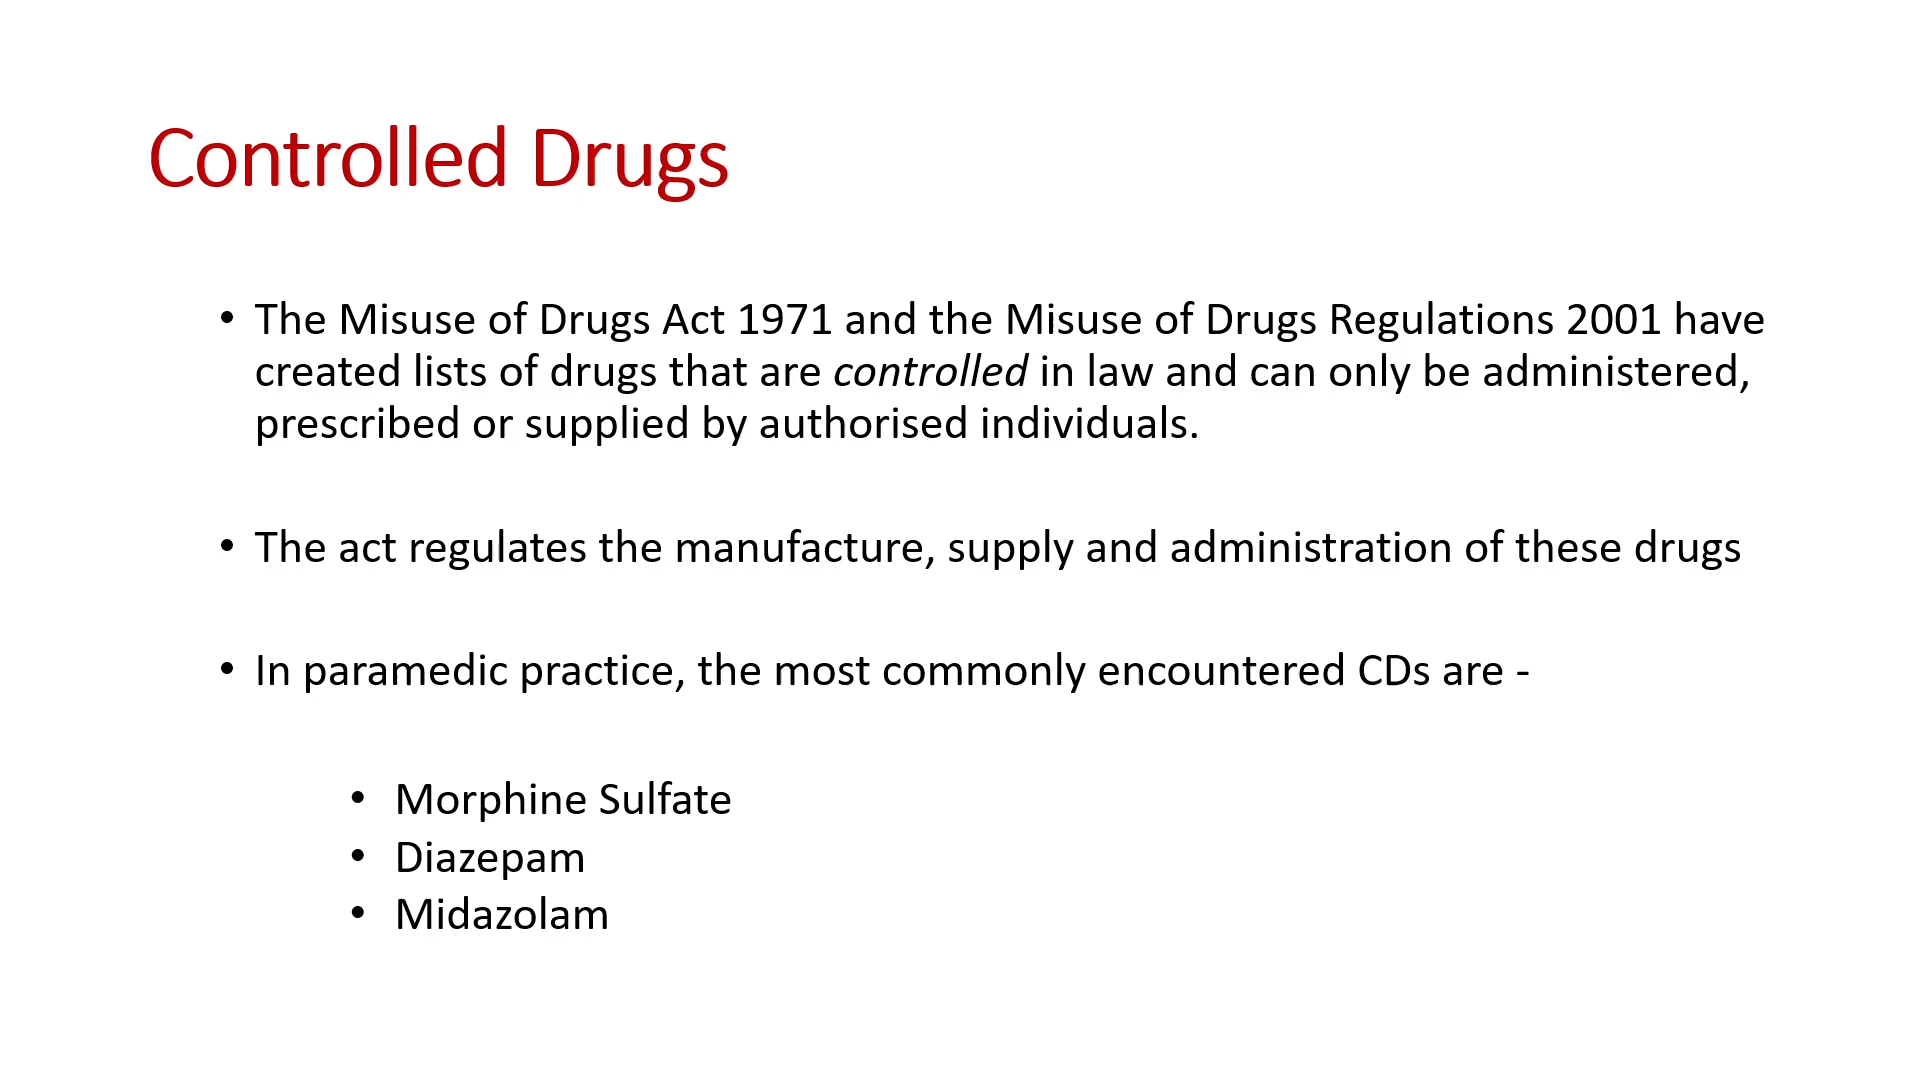 Controlled Drugs
• The Misuse of Drugs Act 1971 and the Misuse of Drugs Regulations 2001 have
created lists of drugs that are controlled in law and can only be administered,
prescribed or supplied by authorised individuals.
• The act regulates the manufacture, supply and administration of these drugs
• In paramedic practice, the most commonly encountered CDs are -
• Morphine Sulfate
• Diazepam
• Midazolam